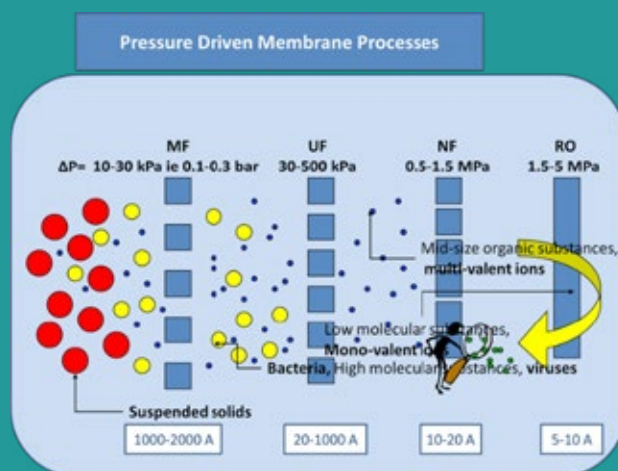 Pressure Driven Membrane Processes
MF UF NF RO
ΔP= 10-30 kPa ie 0.1-0.3 bar 30-500 kPa 0.5-1.5 MPa 1.5-5 MPa
Mid-size organic substances,
multi-valent ions
Low molecular substances,
Mono-valent
Bacteria, High molecular substances, viruses
Suspended solids
1000-2000 A 20-1000 A 10-20 A 5-10 A